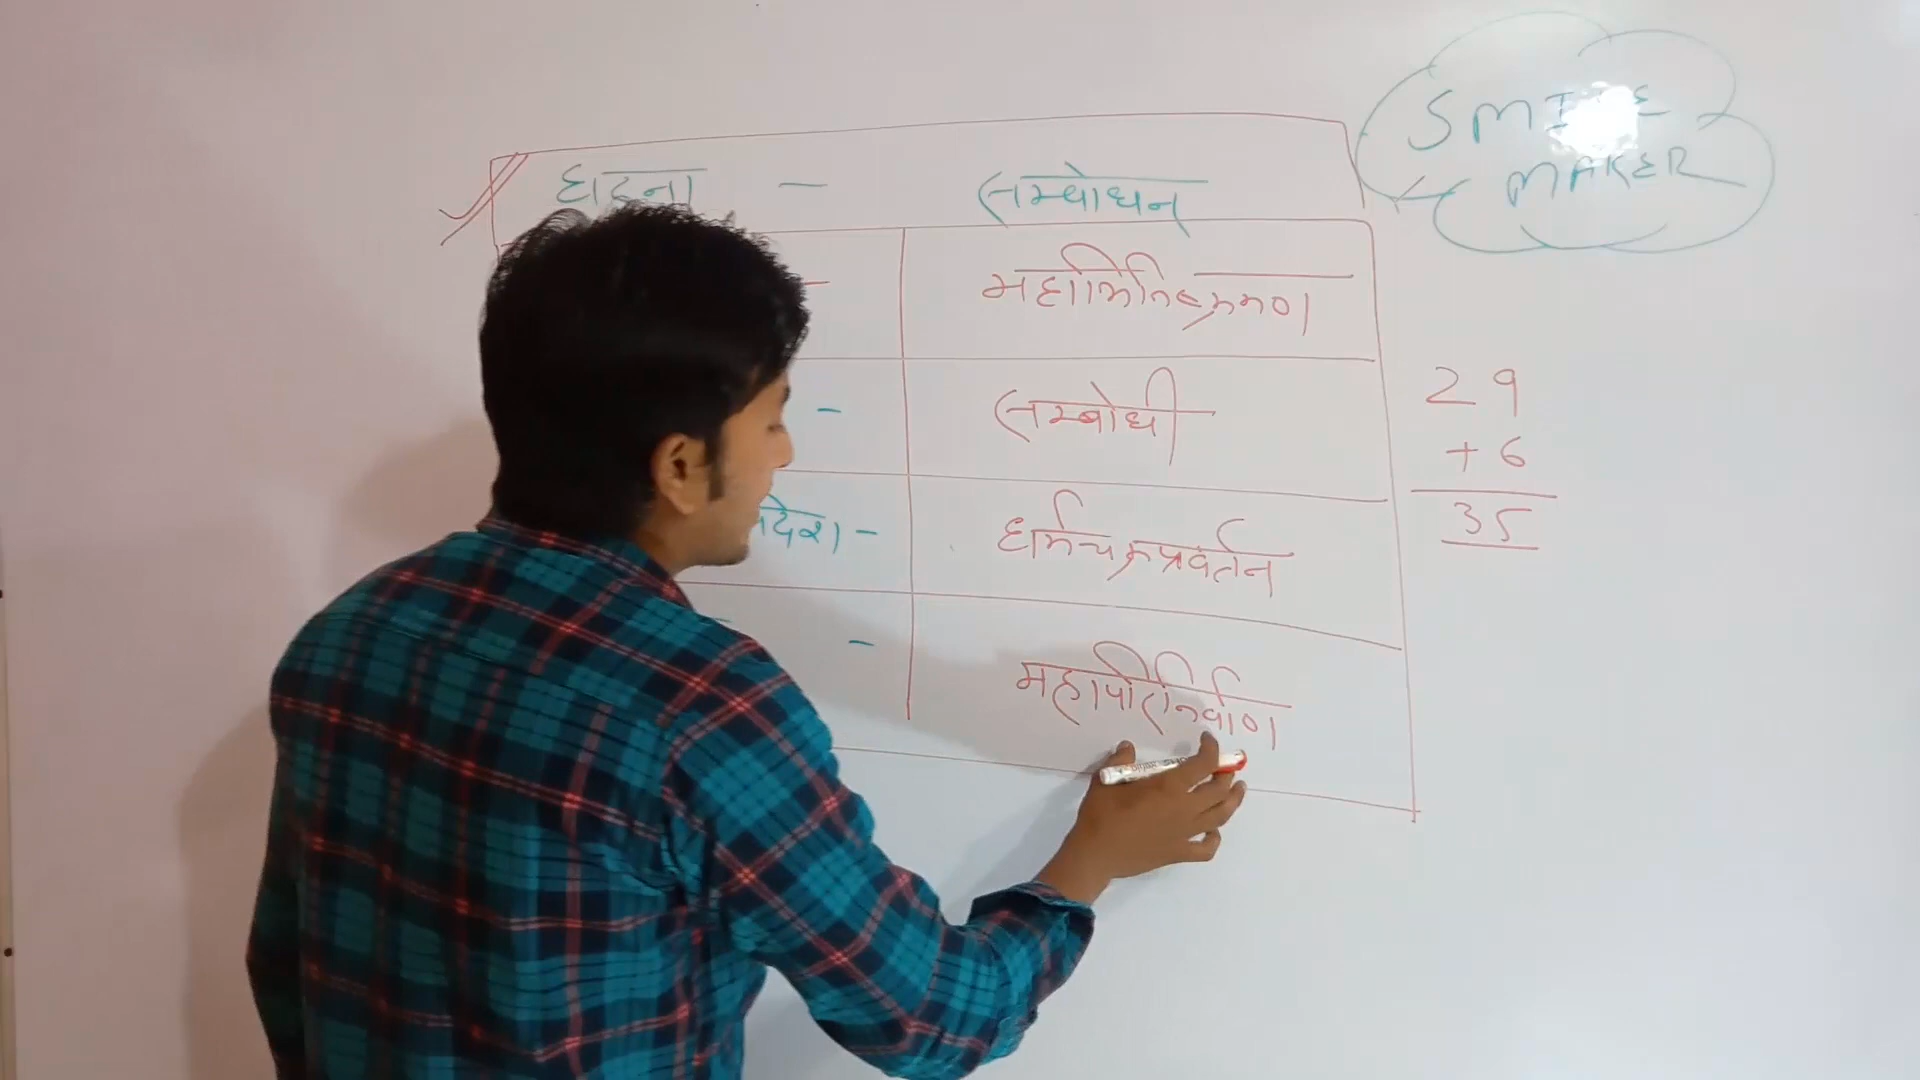 SMILE
MAKER
घटना - सम्बोधन
- महाभिनिष्क्रमण
- सम्बोधी
देश - धर्मचक्रप्रवर्तन
- महापरिनिर्वाण
29
+ 6
35